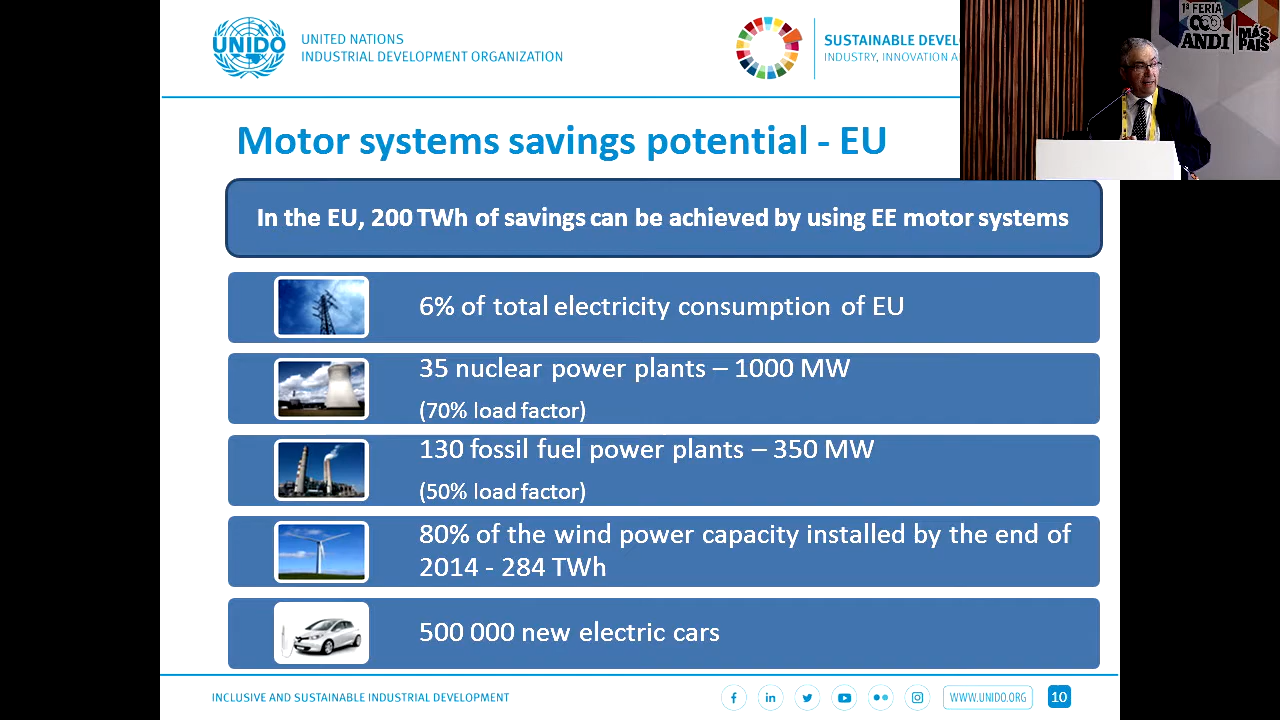 UNIDO
UNITED NATIONS
INDUSTRIAL DEVELOPMENT ORGANIZATION
SUSTAINABLE DEVEL
INDUSTRY, INNOVATION A
1ª FERIA
ANDI
MÁS
PAÍS
Motor systems savings potential - EU
In the EU, 200 TWh of savings can be achieved by using EE motor systems
6% of total electricity consumption of EU
35 nuclear power plants – 1000 MW
(70% load factor)
130 fossil fuel power plants – 350 MW
(50% load factor)
80% of the wind power capacity installed by the end of
2014 - 284 TWh
500 000 new electric cars
INCLUSIVE AND SUSTAINABLE INDUSTRIAL DEVELOPMENT
WWW.UNIDO.ORG
10